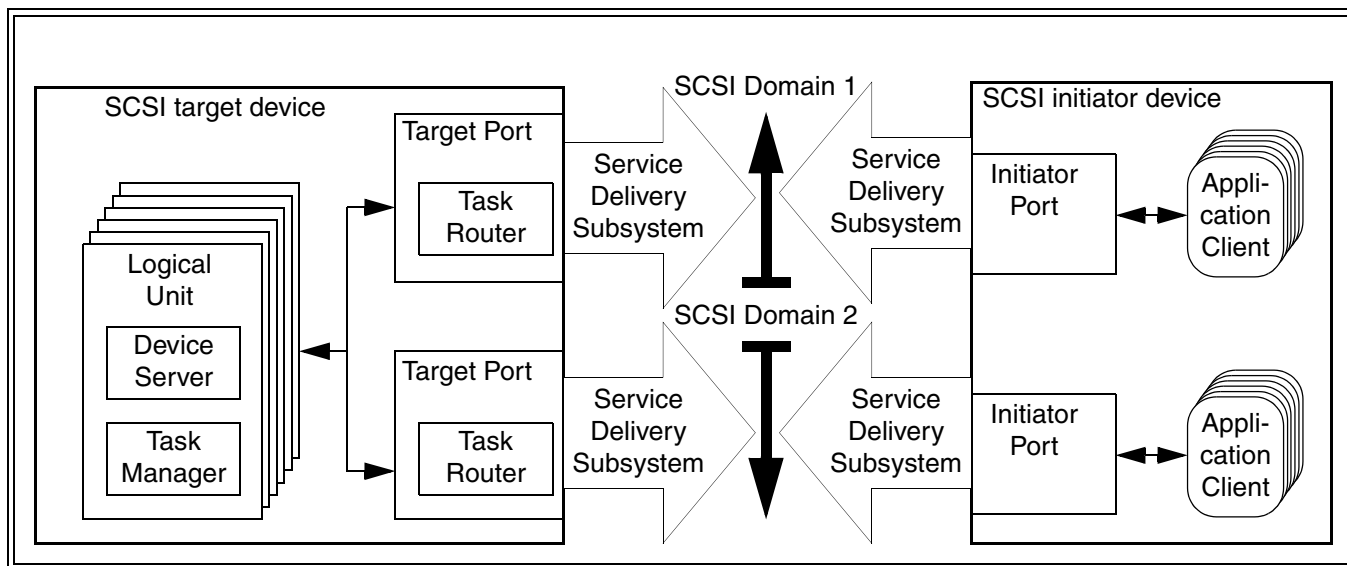 SCSI target device
Target Port
Task
Router
Logical
Unit
Device
Server
Task
Manager
Target Port
Task
Router
Service
Delivery
Subsystem
Service
Delivery
Subsystem
SCSI Domain 1
SCSI Domain 2
Service
Delivery
Subsystem
Service
Delivery
Subsystem
SCSI initiator device
Initiator
Port
Appli-
cation
Client
Initiator
Port
Appli-
cation
Client